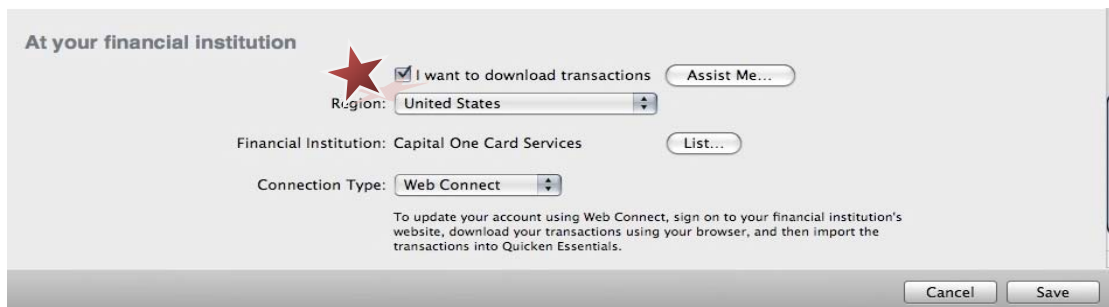 At your financial institution
I want to download transactions Assist Me...
Region: United States
Financial Institution: Capital One Card Services List...
Connection Type: Web Connect
To update your account using Web Connect, sign on to your financial institution's
website, download your transactions using your browser, and then import the
transactions into Quicken Essentials.
Cancel Save